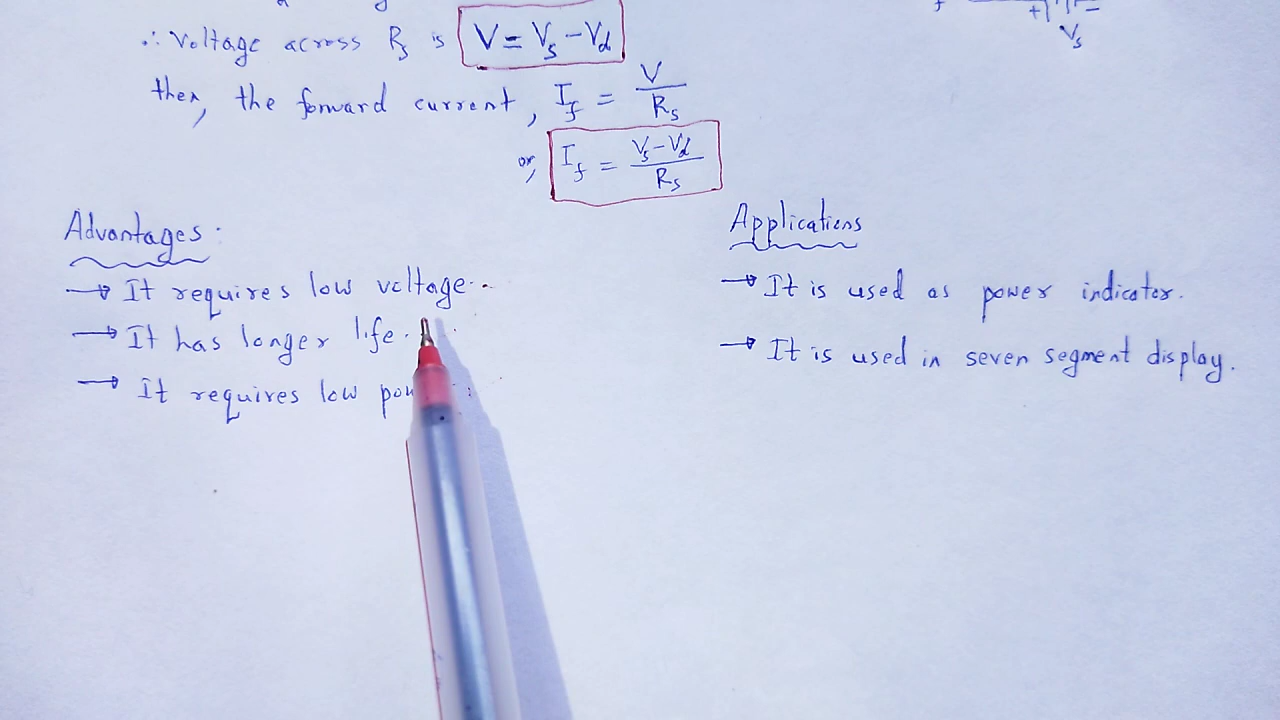 ∴ Voltage across Rs is V = Vs − Vd
then, the forward current, If = V / Rs
or, If = Vs − Vd / Rs
+ −
Vs
Advantages:
→ It requires low voltage.
→ It has longer life.
→ It requires low
Applications
→ It is used as power indicator.
→ It is used in seven segment display.